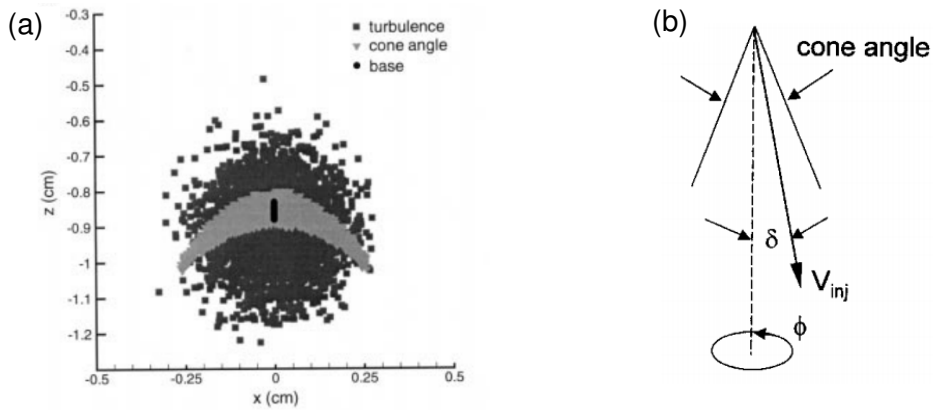 (a)
turbulence
cone angle
base
-0.3
-0.4
-0.5
-0.6
-0.7
-0.8
-0.9
-1
-1.1
-1.2
z (cm)
-0.5
-0.25
0
0.25
0.5
x (cm)
(b)
cone angle
δ
Vinj
ϕ